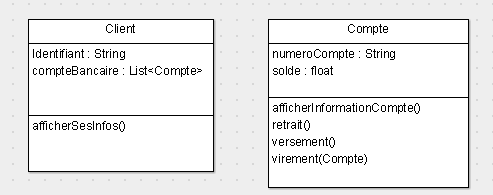 Client
Identifiant : String
compteBancaire : List<Compte>
afficherSesInfos()
Compte
numeroCompte : String
solde : float
afficherInformationCompte()
retrait()
versement()
virement(Compte)